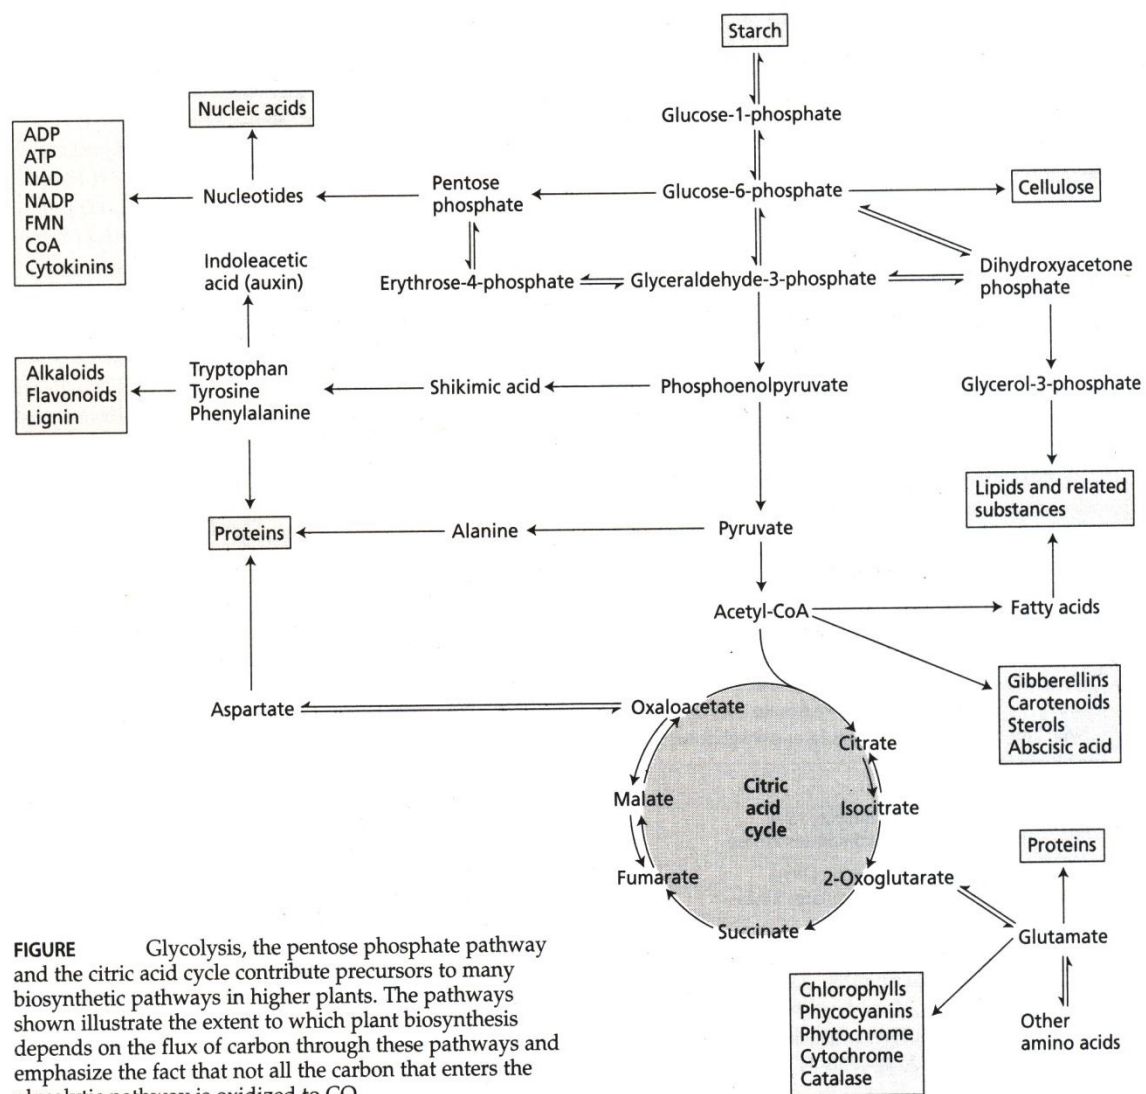 Starch
Glucose-1-phosphate
Nucleic acids
ADP
ATP
NAD
NADP
FMN
CoA
Cytokinins
Nucleotides
Pentose
phosphate
Glucose-6-phosphate
Cellulose
Indoleacetic
acid (auxin)
Erythrose-4-phosphate
Glyceraldehyde-3-phosphate
Dihydroxyacetone
phosphate
Alkaloids
Flavonoids
Lignin
Tryptophan
Tyrosine
Phenylalanine
Shikimic acid
Phosphoenolpyruvate
Glycerol-3-phosphate
Lipids and related
substances
Proteins
Alanine
Pyruvate
Acetyl-CoA
Fatty acids
Gibberellins
Carotenoids
Sterols
Abscisic acid
Aspartate
Oxaloacetate
Citrate
Malate
Citric
acid
cycle
Isocitrate
Fumarate
2-Oxoglutarate
Succinate
Proteins
Glutamate
Chlorophylls
Phycocyanins
Phytochrome
Cytochrome
Catalase
Other
amino acids
FIGURE Glycolysis, the pentose phosphate pathway
and the citric acid cycle contribute precursors to many
biosynthetic pathways in higher plants. The pathways
shown illustrate the extent to which plant biosynthesis
depends on the flux of carbon through these pathways and
emphasize the fact that not all the carbon that enters the
glycolytic pathway is oxidized to CO